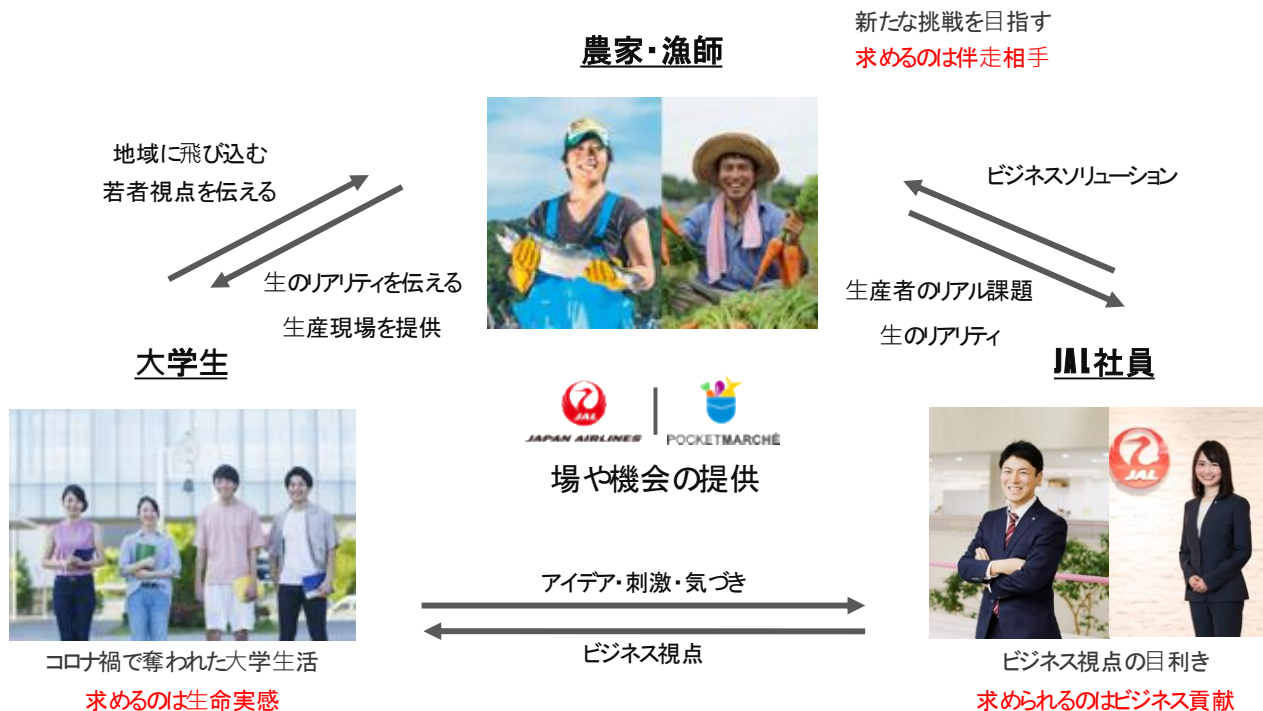 新たな挑戦を目指す
農家・漁師
求めるのは伴走相手
地域に飛び込む
若者視点を伝える
ビジネスソリューション
生のリアリティを伝える
生産現場を提供
生産者のリアル課題
生のリアリティ
大学生
JAL社員
JAL
JAPAN AIRLINES
POCKETMARCHÉ
場や機会の提供
JAL
アイデア・刺激・気づき
ビジネス視点
コロナ禍で奪われた大学生活
求めるのは生命実感
ビジネス視点の目利き
求められるのはビジネス貢献